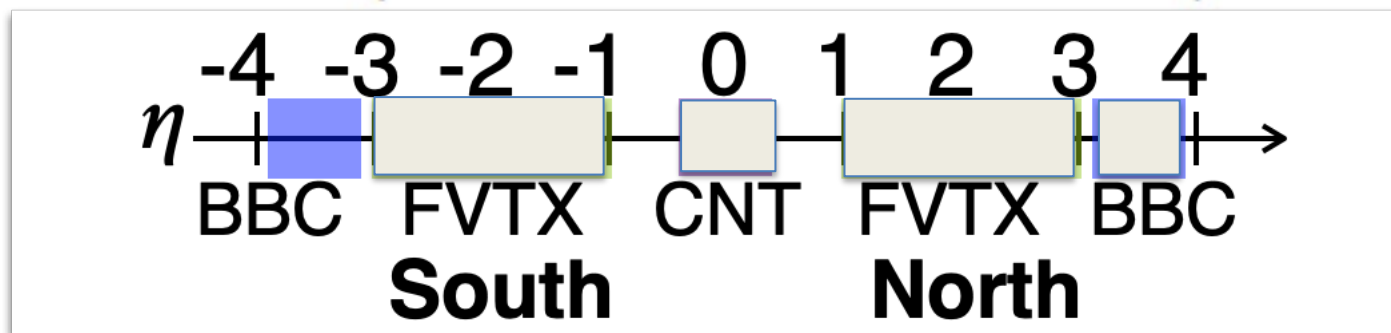 -4 -3 -2 -1 0 1 2 3 4
η
BBC FVTX CNT FVTX BBC
South North